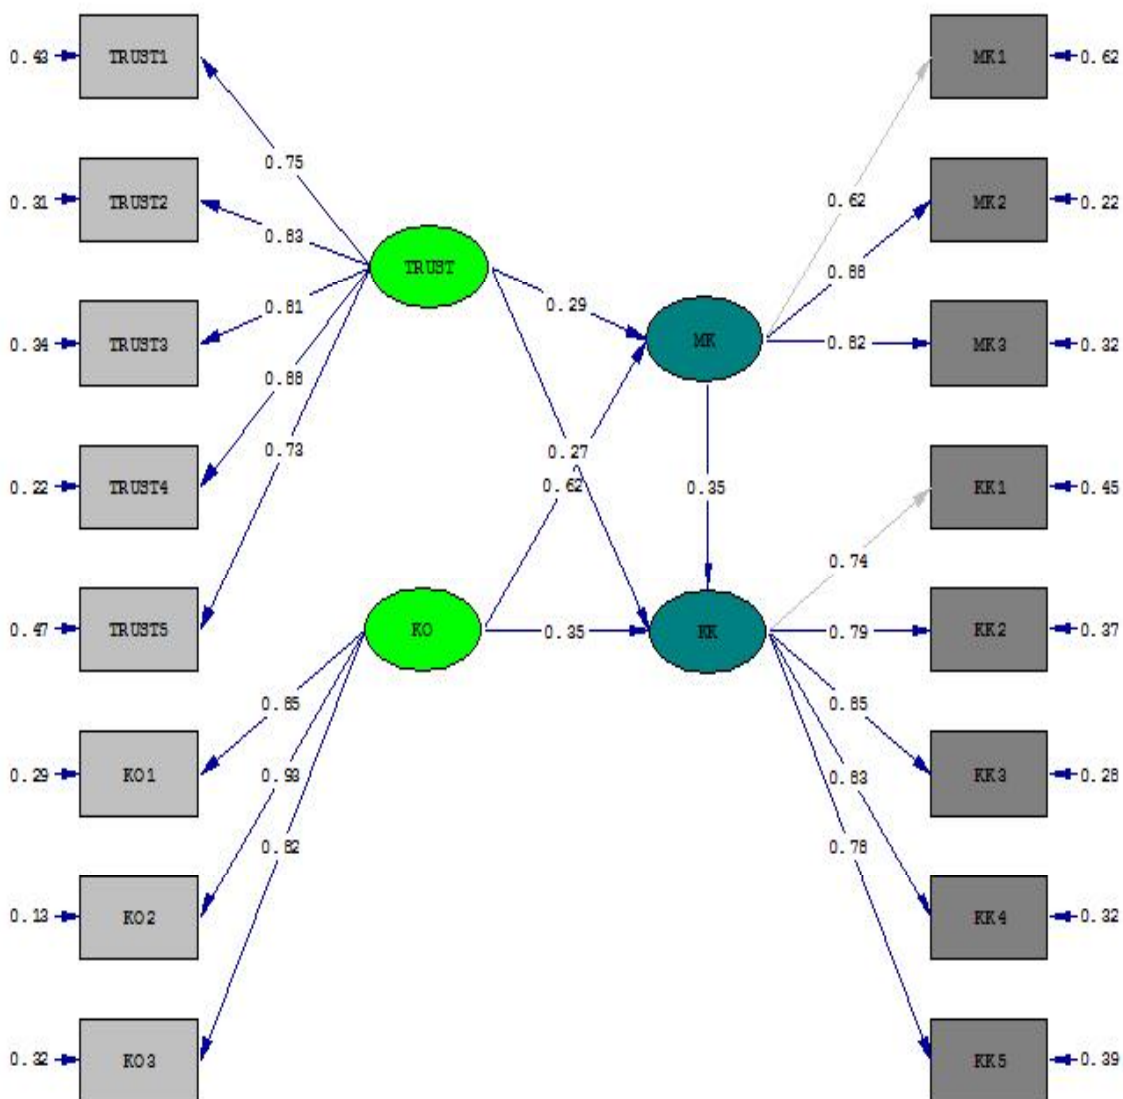 0.43 TRUST1 MK1 0.62
0.75
0.31 TRUST2 0.62 MK2 0.22
0.83
TRUST 0.88
0.81 0.29
0.34 TRUST3 MK 0.82 MK3 0.32
0.88
0.73 0.27
0.22 TRUST4 0.62 0.35 KK1 0.45
0.74
0.47 TRUST5 KO 0.35 KK 0.79 KK2 0.37
0.85 0.85
0.29 KO1 0.93 0.83 KK3 0.28
0.82 0.78
0.13 KO2 KK4 0.32
0.32 KO3 KK5 0.39